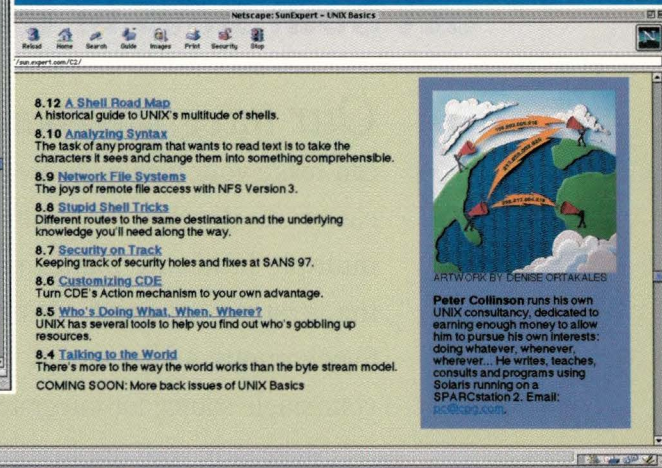 Netscape: SunExpert – UNIX Basics
Reload Home Search Guide Images Print Security Stop
N
/sun.expert.com/C2/
8.12 A Shell Road Map
A historical guide to UNIX's multitude of shells.
8.10 Analyzing Syntax
The task of any program that wants to read text is to take the
characters it sees and change them into something comprehensible.
8.9 Network File Systems
The joys of remote file access with NFS Version 3.
8.8 Stupid Shell Tricks
Different routes to the same destination and the underlying
knowledge you'll need along the way.
8.7 Security on Track
Keeping track of security holes and fixes at SANS 97.
8.6 Customizing CDE
Turn CDE's Action mechanism to your own advantage.
8.5 Who's Doing What, When, Where?
UNIX has several tools to help you find out who's gobbling up
resources.
8.4 Talking to the World
There's more to the way the world works than the byte stream model.
COMING SOON: More back issues of UNIX Basics
ARTWORK BY DENISE ORTAKALES
Peter Collinson runs his own
UNIX consultancy, dedicated to
earning enough money to allow
him to pursue his own interests:
doing whatever, whenever,
wherever... He writes, teaches,
consults and programs using
Solaris running on a
SPARCstation 2. Email:
pc@cpg.com.